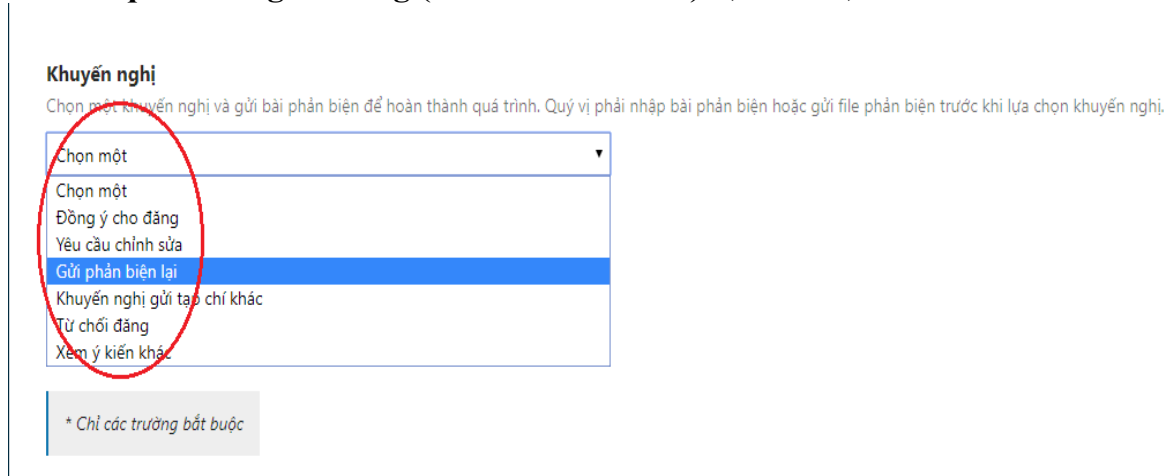 Khuyến nghị
Chọn một khuyến nghị và gửi bài phản biện để hoàn thành quá trình. Quý vị phải nhập bài phản biện hoặc gửi file phản biện trước khi lựa chọn khuyến nghị.
Chọn một
Chọn một
Đồng ý cho đăng
Yêu cầu chỉnh sửa
Gửi phản biện lại
Khuyến nghị gửi tạp chí khác
Từ chối đăng
Xem ý kiến khác
* Chỉ các trường bắt buộc